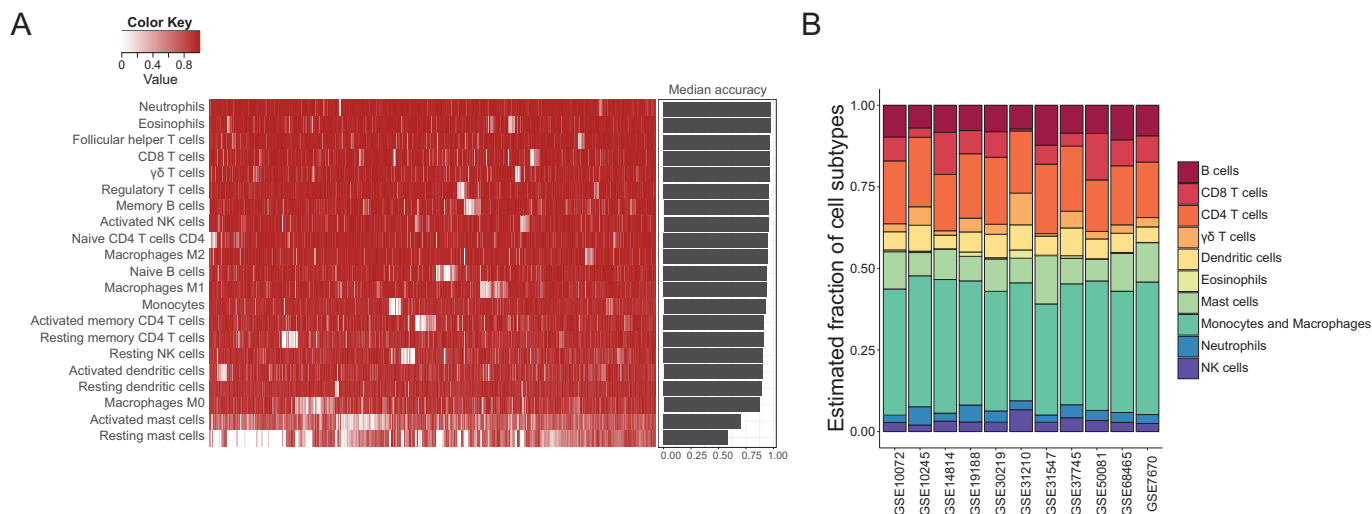 A
Color Key
0 0.4 0.8
Value
Median accuracy
Neutrophils
Eosinophils
Follicular helper T cells
CD8 T cells
γδ T cells
Regulatory T cells
Memory B cells
Activated NK cells
Naive CD4 T cells CD4
Macrophages M2
Naive B cells
Macrophages M1
Monocytes
Activated memory CD4 T cells
Resting memory CD4 T cells
Resting NK cells
Activated dendritic cells
Resting dendritic cells
Macrophages M0
Activated mast cells
Resting mast cells
0.00 0.25 0.50 0.75 1.00
B
Estimated fraction of cell subtypes
1.00
0.75
0.50
0.25
0.00
GSE10072
GSE10245
GSE14814
GSE19188
GSE30219
GSE31210
GSE31547
GSE37745
GSE50081
GSE68465
GSE7670
B cells
CD8 T cells
CD4 T cells
γδ T cells
Dendritic cells
Eosinophils
Mast cells
Monocytes and Macrophages
Neutrophils
NK cells